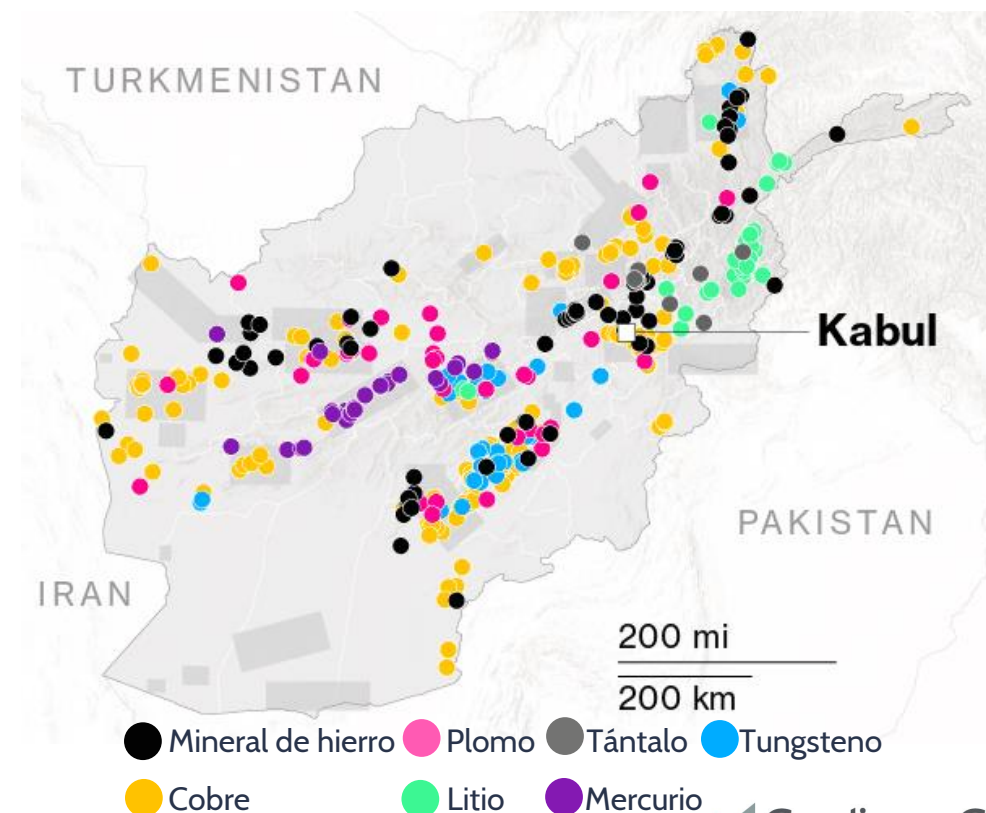 TURKMENISTAN
Kabul
PAKISTAN
IRAN
200 mi
200 km
Mineral de hierro Plomo Tántalo Tungsteno
Cobre Litio Mercurio